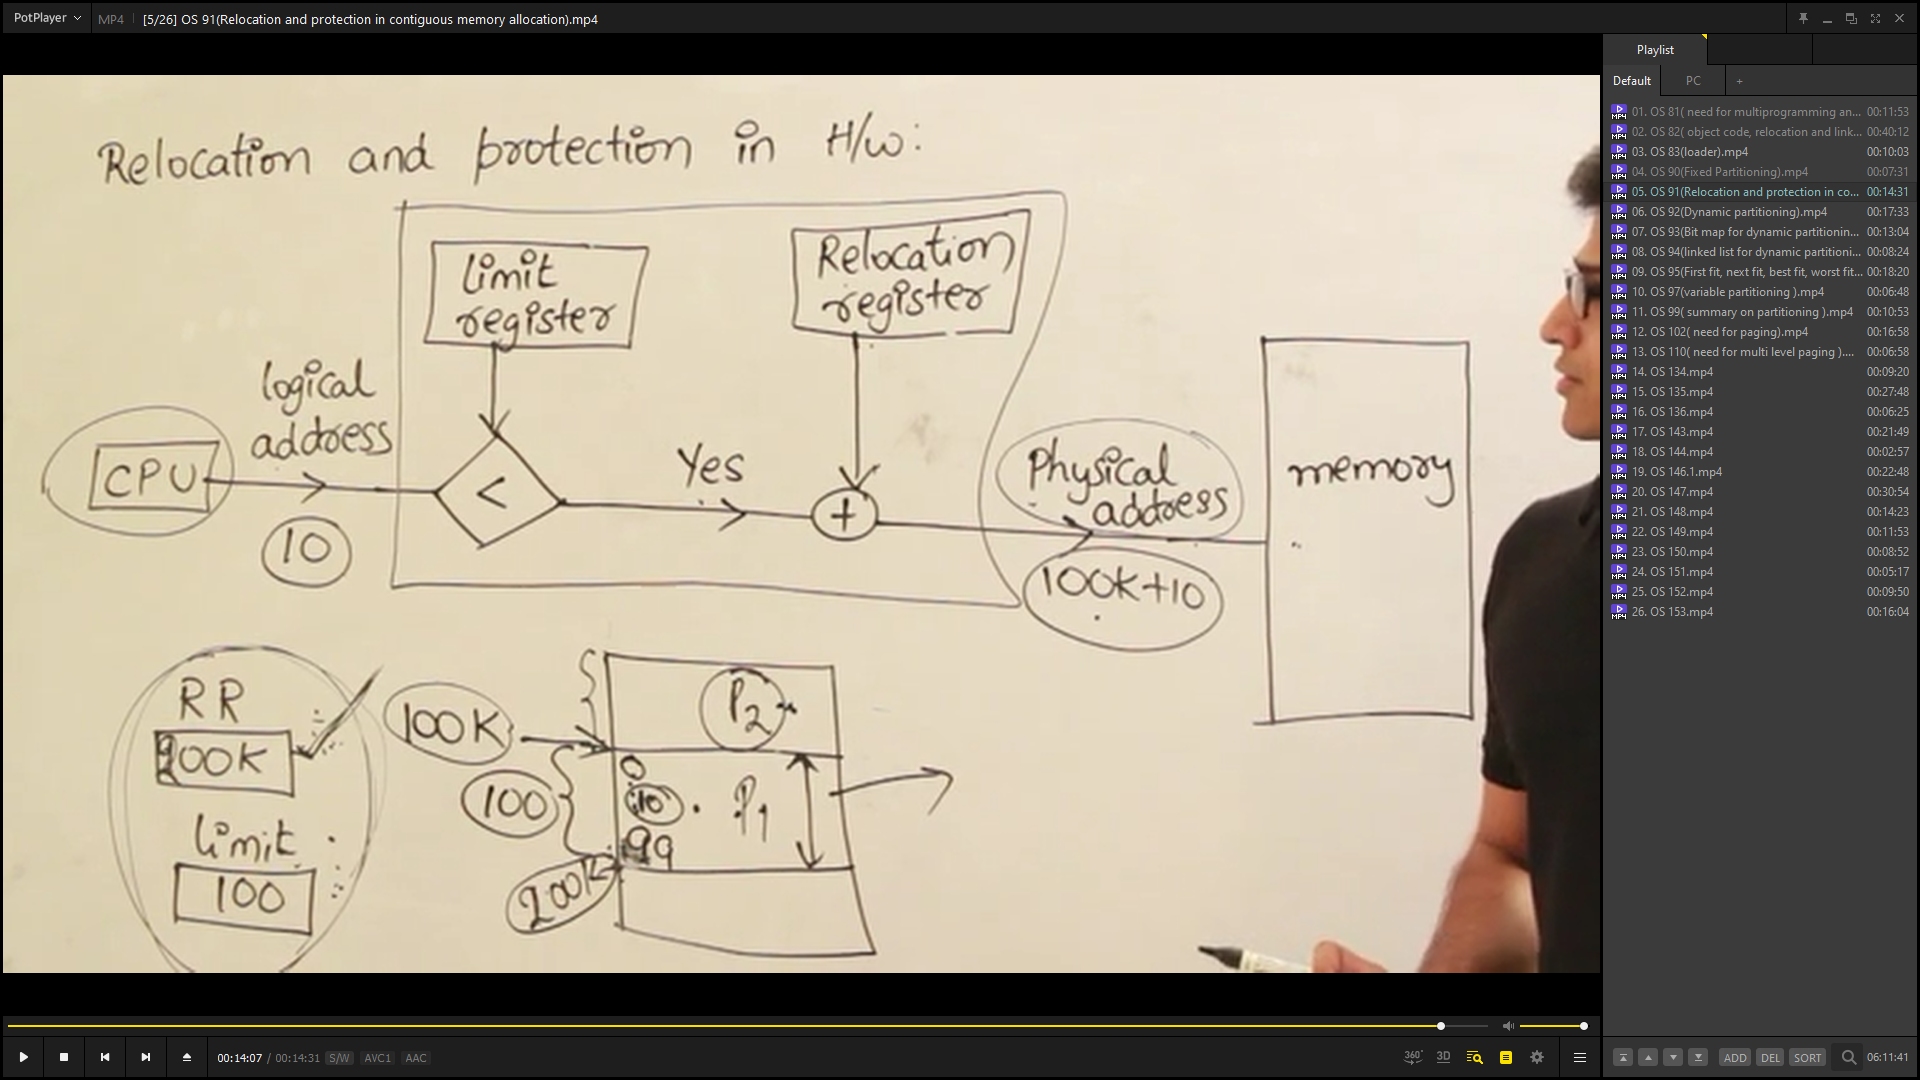 PotPlayer
MP4
[5/26] OS 91(Relocation and protection in contiguous memory allocation).mp4
Relocation and protection in H/w:
Limit
register
Relocation
register
logical
address
CPU
10
<
Yes
+
Physical
address
100K+10
memory
RR
200K
limit
100
100K
100
200K
P2
0
10
P1
99
00:14:07 / 00:14:31 S/W AVC1 AAC
360°
3D
Playlist
Default
PC
+
01. OS 81( need for multiprogramming an... 00:11:53
02. OS 82( object code, relocation and link... 00:40:12
03. OS 83(loader).mp4 00:10:03
04. OS 90(Fixed Partitioning).mp4 00:07:31
05. OS 91(Relocation and protection in co... 00:14:31
06. OS 92(Dynamic partitioning).mp4 00:17:33
07. OS 93(Bit map for dynamic partitionin... 00:13:04
08. OS 94(linked list for dynamic partitioni... 00:08:24
09. OS 95(First fit, next fit, best fit, worst fit... 00:18:20
10. OS 97(variable partitioning ).mp4 00:06:48
11. OS 99( summary on partitioning ).mp4 00:10:53
12. OS 102( need for paging).mp4 00:16:58
13. OS 110( need for multi level paging ).... 00:06:58
14. OS 134.mp4 00:09:20
15. OS 135.mp4 00:27:48
16. OS 136.mp4 00:06:25
17. OS 143.mp4 00:21:49
18. OS 144.mp4 00:02:57
19. OS 146.1.mp4 00:22:48
20. OS 147.mp4 00:30:54
21. OS 148.mp4 00:14:23
22. OS 149.mp4 00:11:53
23. OS 150.mp4 00:08:52
24. OS 151.mp4 00:05:17
25. OS 152.mp4 00:09:50
26. OS 153.mp4 00:16:04
ADD DEL SORT 06:11:41